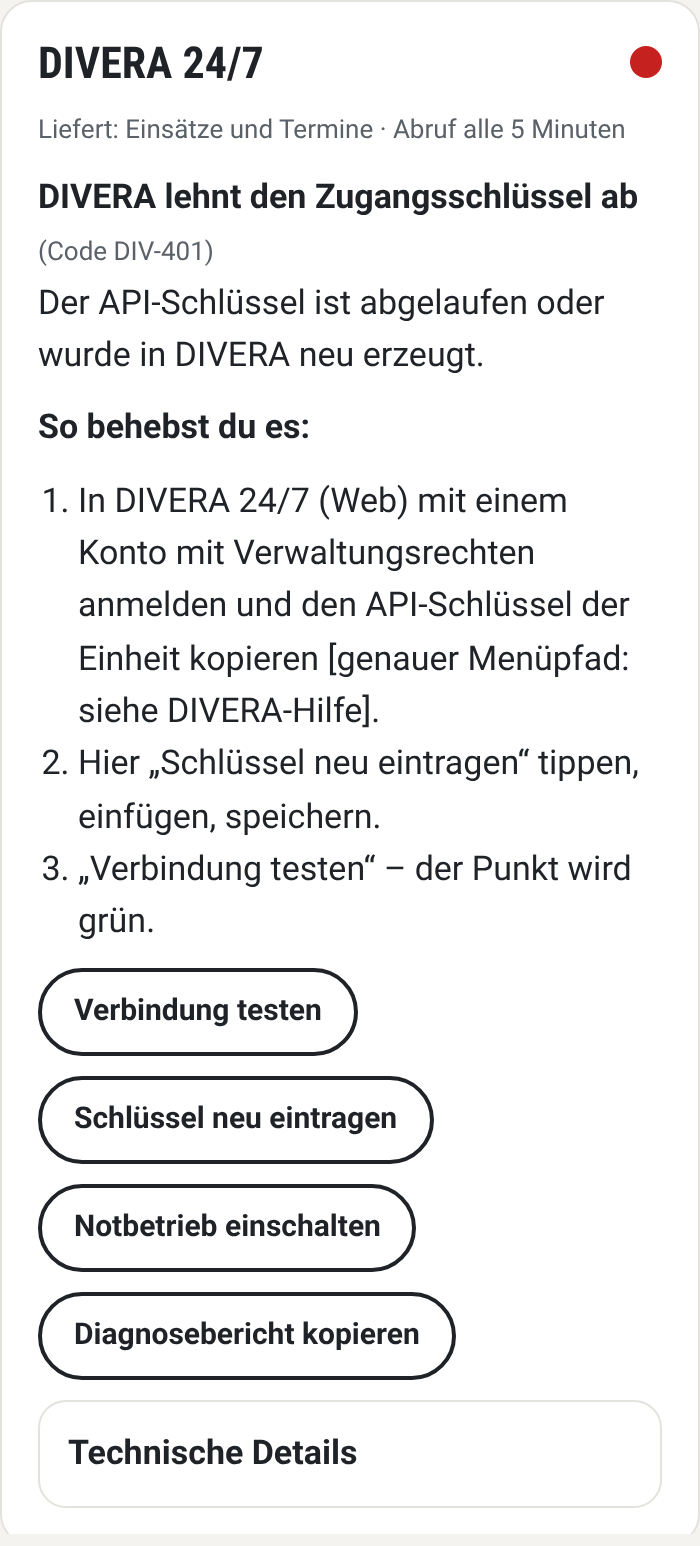 DIVERA 24/7
Liefert: Einsätze und Termine · Abruf alle 5 Minuten
DIVERA lehnt den Zugangsschlüssel ab
(Code DIV-401)
Der API-Schlüssel ist abgelaufen oder
wurde in DIVERA neu erzeugt.
So behebst du es:
1. In DIVERA 24/7 (Web) mit einem
Konto mit Verwaltungsrechten
anmelden und den API-Schlüssel der
Einheit kopieren [genauer Menüpfad:
siehe DIVERA-Hilfe].
2. Hier „Schlüssel neu eintragen“ tippen,
einfügen, speichern.
3. „Verbindung testen“ – der Punkt wird
grün.
Verbindung testen
Schlüssel neu eintragen
Notbetrieb einschalten
Diagnosebericht kopieren
Technische Details